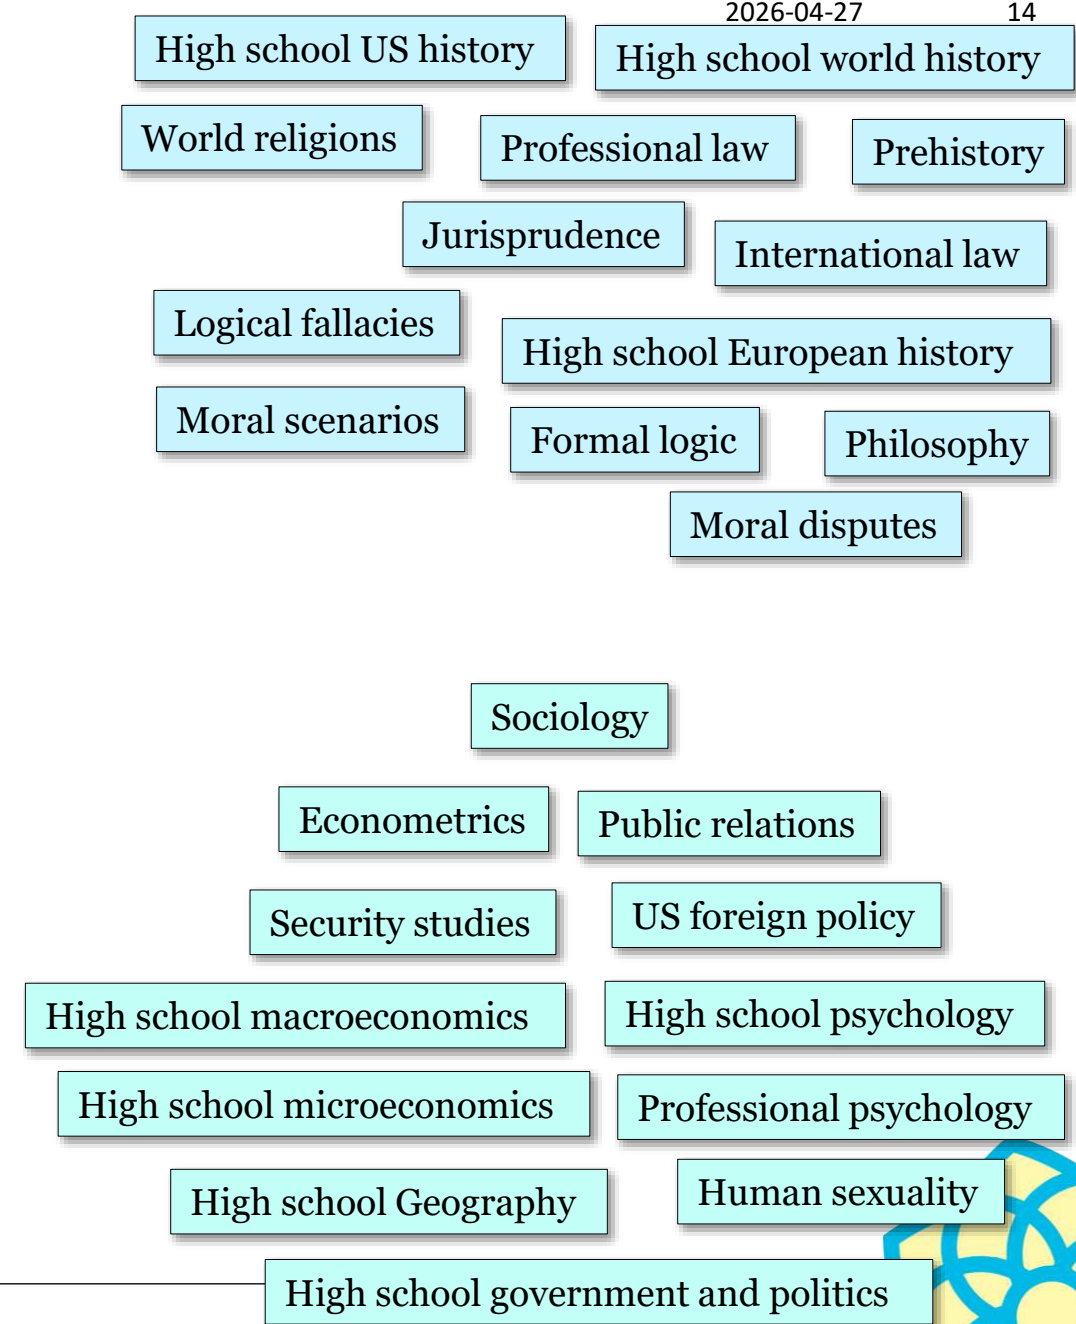 2026-04-27 14
High school US history
High school world history
World religions
Professional law
Prehistory
Jurisprudence
International law
Logical fallacies
High school European history
Moral scenarios
Formal logic
Philosophy
Moral disputes
Sociology
Econometrics
Public relations
Security studies
US foreign policy
High school macroeconomics
High school psychology
High school microeconomics
Professional psychology
High school Geography
Human sexuality
High school government and politics